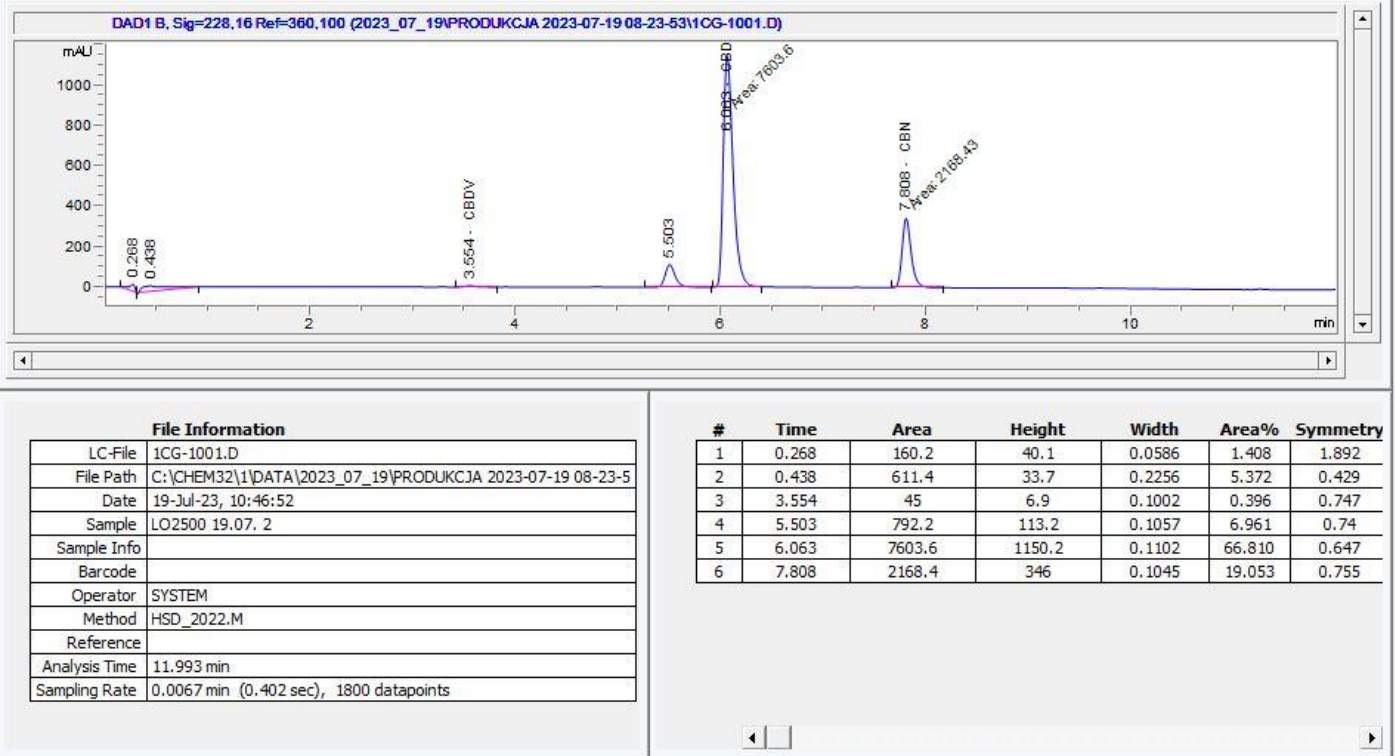 DAD1 B, Sig=228,16 Ref=360,100 (2023_07_19\PRODUKCJA 2023-07-19 08-23-53\1CG-1001.D)
mAU
1000
800
600
400
200
0
0.268
0.438
3.554 - CBDV
5.503
6.063 - CBD
Area: 7603.6
7.808 - CBN
Area: 2168.43
2 4 6 8 10 min
File Information
LC-File 1CG-1001.D
File Path C:\CHEM32\1\DATA\2023_07_19\PRODUKCJA 2023-07-19 08-23-5
Date 19-Jul-23, 10:46:52
Sample LO2500 19.07. 2
Sample Info
Barcode
Operator SYSTEM
Method HSD_2022.M
Reference
Analysis Time 11.993 min
Sampling Rate 0.0067 min (0.402 sec), 1800 datapoints
# Time Area Height Width Area% Symmetry
1 0.268 160.2 40.1 0.0586 1.408 1.892
2 0.438 611.4 33.7 0.2256 5.372 0.429
3 3.554 45 6.9 0.1002 0.396 0.747
4 5.503 792.2 113.2 0.1057 6.961 0.74
5 6.063 7603.6 1150.2 0.1102 66.810 0.647
6 7.808 2168.4 346 0.1045 19.053 0.755